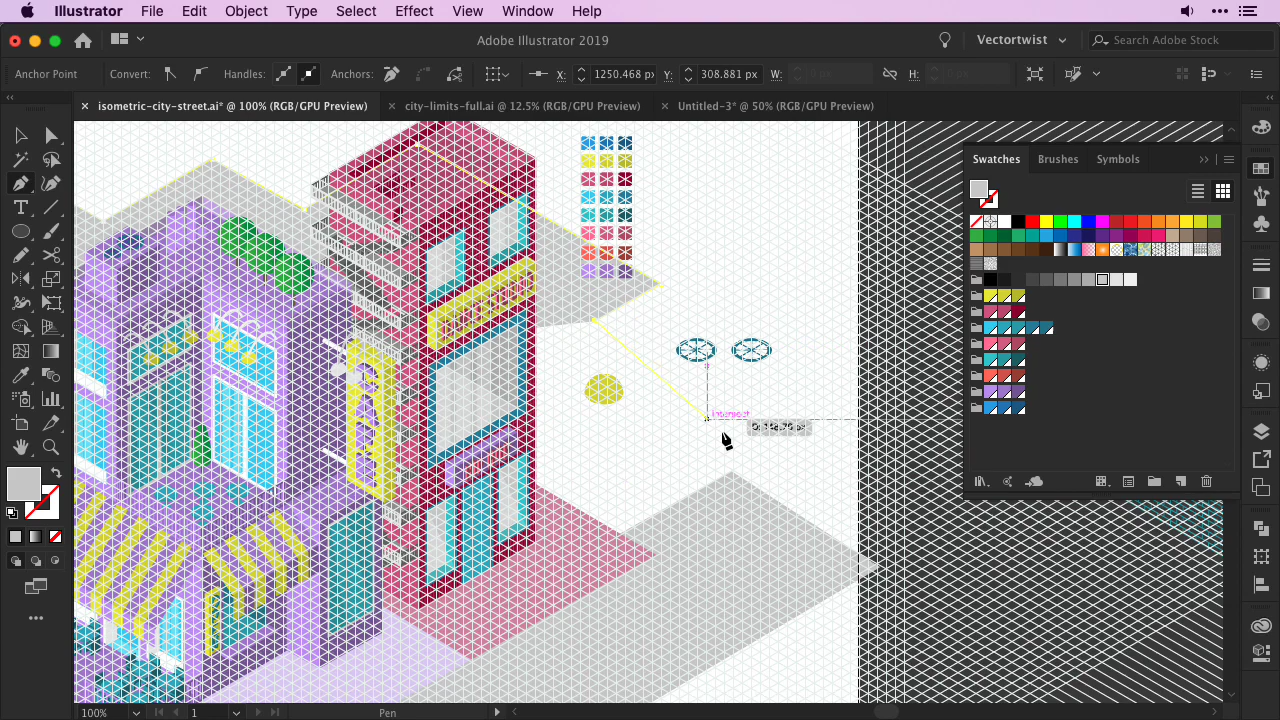 Illustrator File Edit Object Type Select Effect View Window Help
Adobe Illustrator 2019
Vectortwist
Search Adobe Stock
Anchor Point Convert: Handles: Anchors: X: 1250.468 px Y: 308.881 px W: H:
× isometric-city-street.ai* @ 100% (RGB/GPU Preview) × city-limits-full.ai @ 12.5% (RGB/GPU Preview) × Untitled-3* @ 50% (RGB/GPU Preview)
Swatches Brushes Symbols
intersect
D: 148.79 px
100% 1 Pen